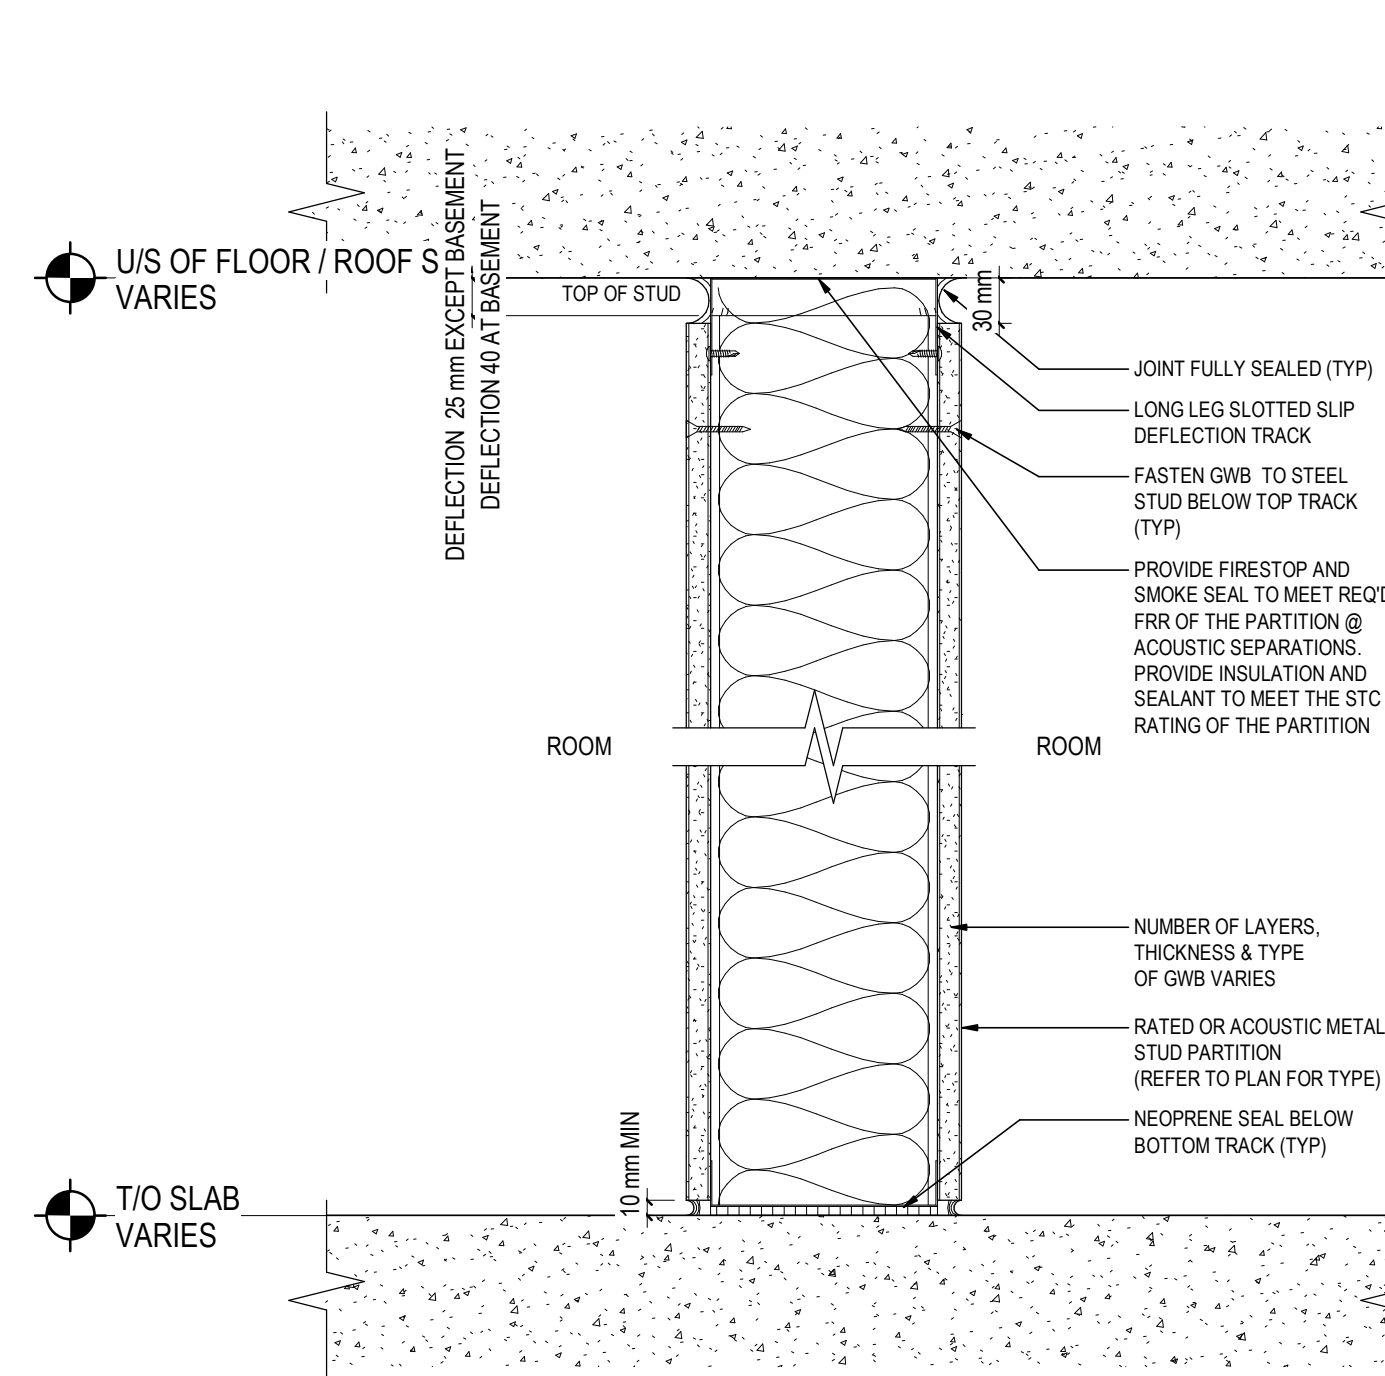 U/S OF FLOOR / ROOF S
VARIES
DEFLECTION 25 mm EXCEPT BASEMENT
DEFLECTION 40 AT BASEMENT
TOP OF STUD
30 mm
JOINT FULLY SEALED (TYP)
LONG LEG SLOTTED SLIP
DEFLECTION TRACK
FASTEN GWB TO STEEL
STUD BELOW TOP TRACK
(TYP)
PROVIDE FIRESTOP AND
SMOKE SEAL TO MEET REQ'D
FRR OF THE PARTITION @
ACOUSTIC SEPARATIONS.
PROVIDE INSULATION AND
SEALANT TO MEET THE STC
RATING OF THE PARTITION
ROOM
ROOM
NUMBER OF LAYERS,
THICKNESS & TYPE
OF GWB VARIES
RATED OR ACOUSTIC METAL
STUD PARTITION
(REFER TO PLAN FOR TYPE)
NEOPRENE SEAL BELOW
BOTTOM TRACK (TYP)
10 mm MIN
T/O SLAB
VARIES